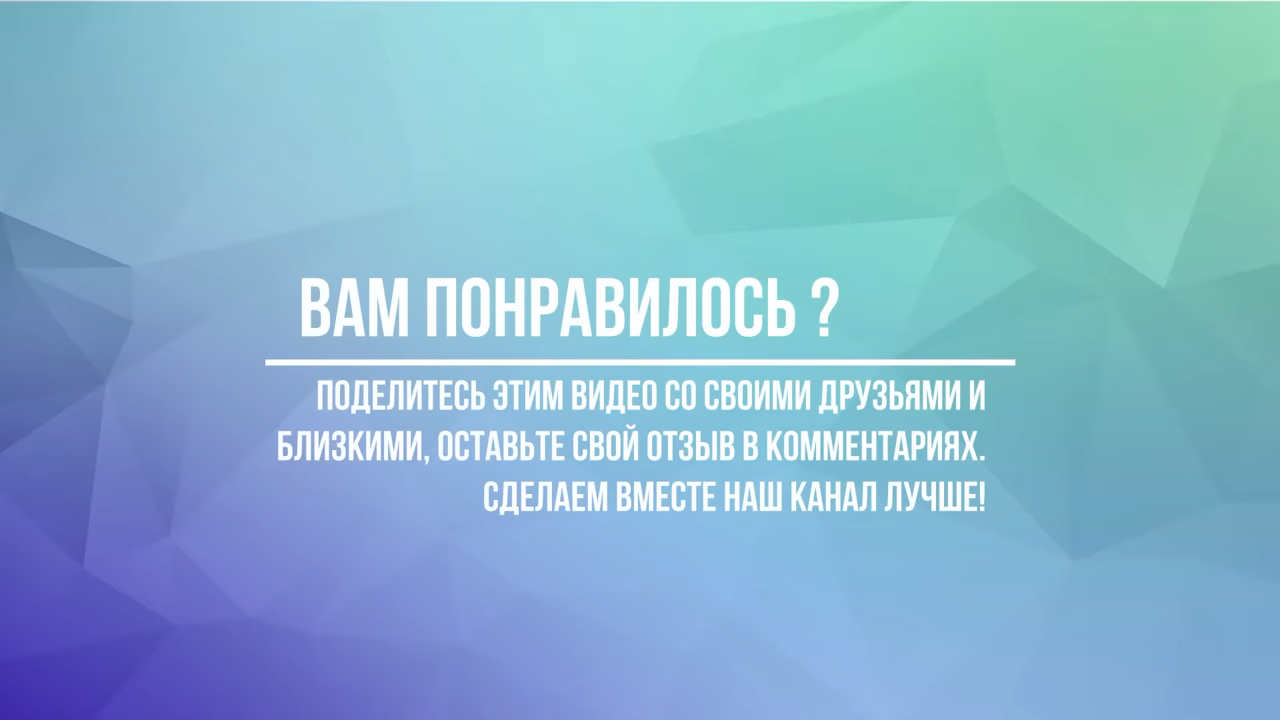 ВАМ ПОНРАВИЛОСЬ ?
ПОДЕЛИТЕСЬ ЭТИМ ВИДЕО СО СВОИМИ ДРУЗЬЯМИ И
БЛИЗКИМИ, ОСТАВЬТЕ СВОЙ ОТЗЫВ В КОММЕНТАРИЯХ.
СДЕЛАЕМ ВМЕСТЕ НАШ КАНАЛ ЛУЧШЕ!